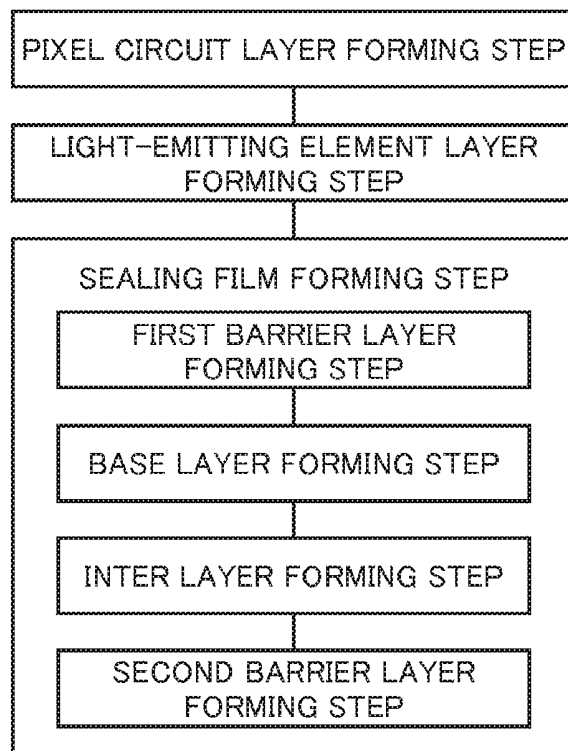 PIXEL CIRCUIT LAYER FORMING STEP
LIGHT-EMITTING ELEMENT LAYER
FORMING STEP
SEALING FILM FORMING STEP
FIRST BARRIER LAYER
FORMING STEP
BASE LAYER FORMING STEP
INTER LAYER FORMING STEP
SECOND BARRIER LAYER
FORMING STEP